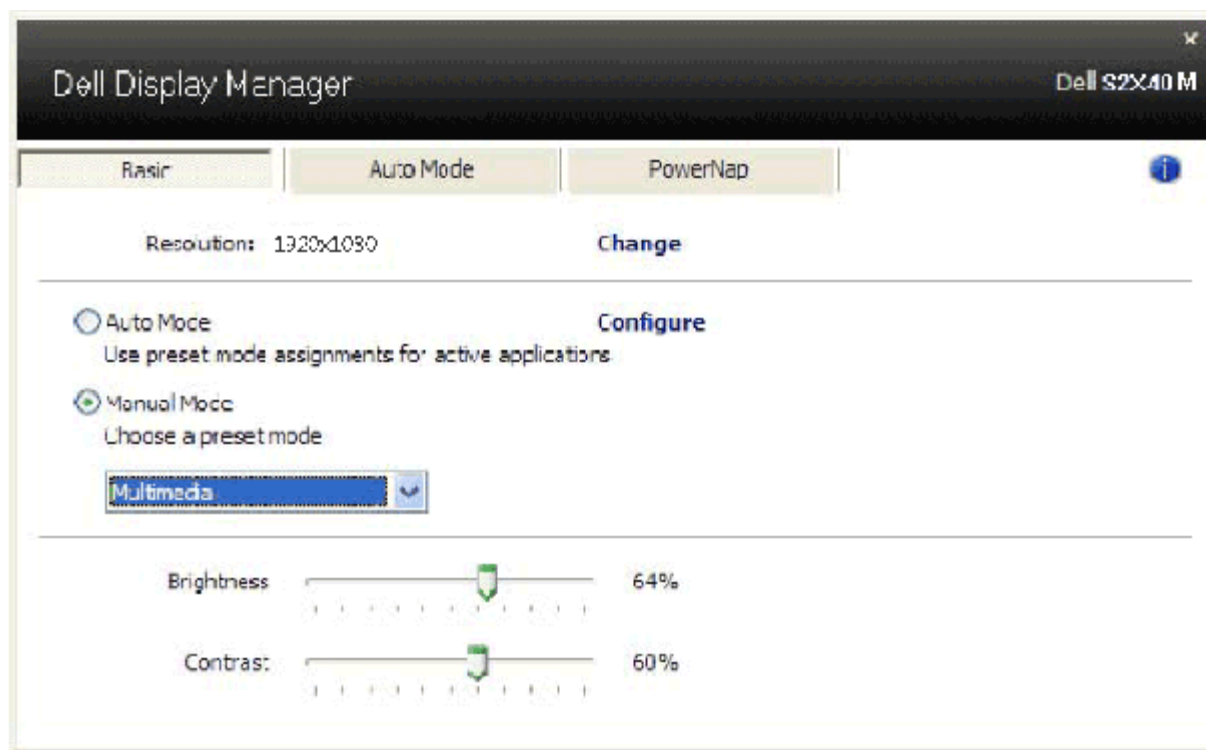 Dell Display Manager
Dell S2X40 M
Basic
Auto Mode
PowerNap
Resolution: 1920x1080
Change
Auto Mode
Configure
Use preset mode assignments for active applications
Manual Mode
Choose a preset mode
Multimedia
Brightness
64%
Contrast
60%